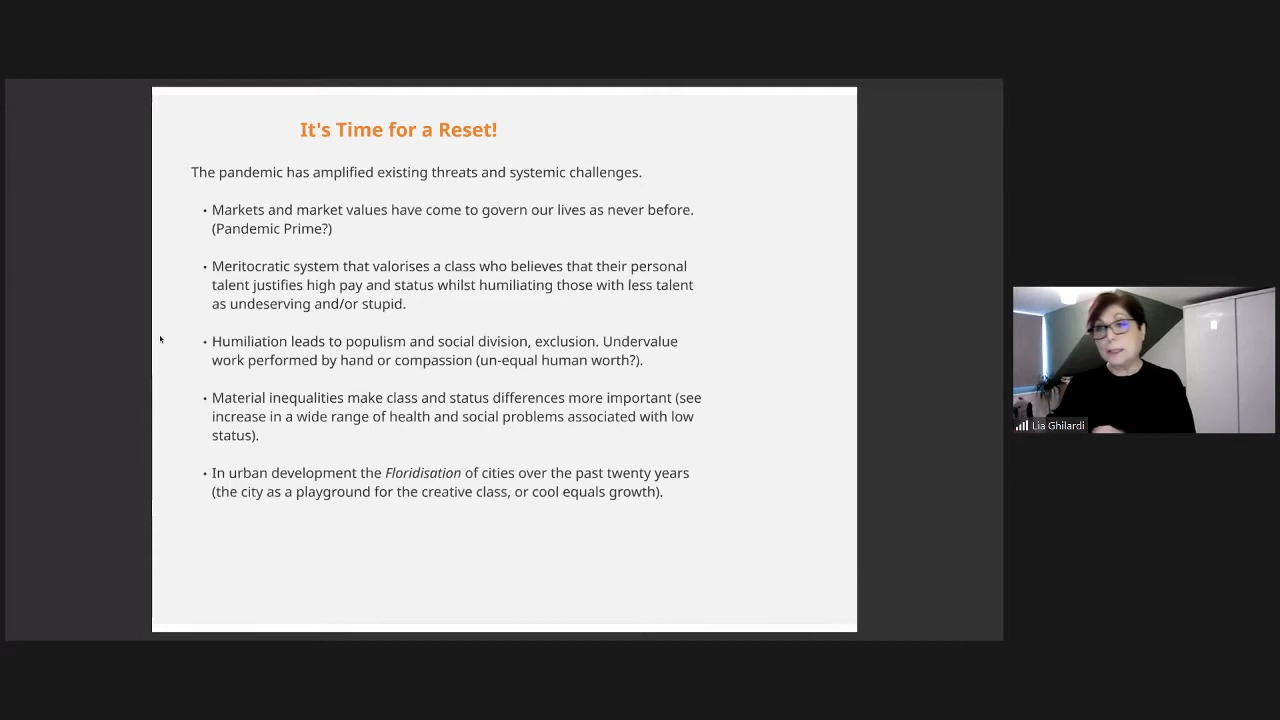 It's Time for a Reset!
The pandemic has amplified existing threats and systemic challenges.
• Markets and market values have come to govern our lives as never before.
(Pandemic Prime?)
• Meritocratic system that valorises a class who believes that their personal
talent justifies high pay and status whilst humiliating those with less talent
as undeserving and/or stupid.
• Humiliation leads to populism and social division, exclusion. Undervalue
work performed by hand or compassion (un-equal human worth?).
• Material inequalities make class and status differences more important (see
increase in a wide range of health and social problems associated with low
status).
• In urban development the Floridisation of cities over the past twenty years
(the city as a playground for the creative class, or cool equals growth).
Lia Ghilardi